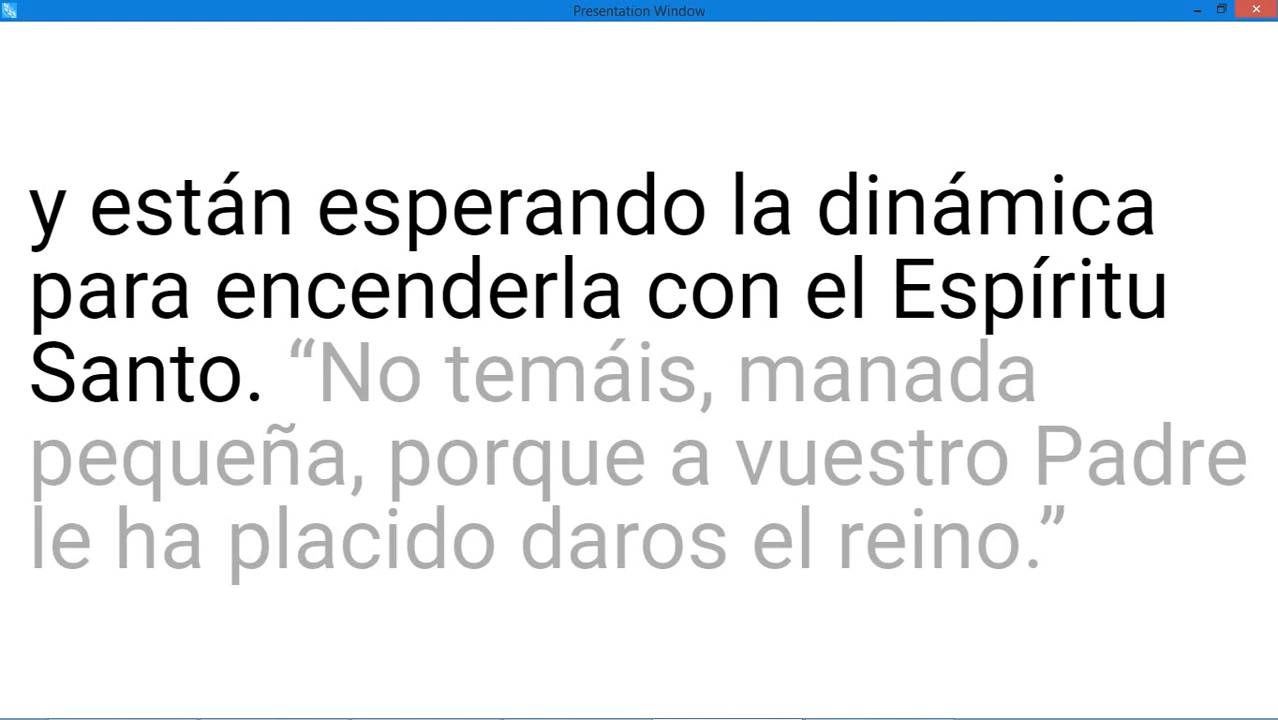 Presentation Window
y están esperando la dinámica
para encenderla con el Espíritu
Santo. “No temáis, manada
pequeña, porque a vuestro Padre
le ha placido daros el reino.”